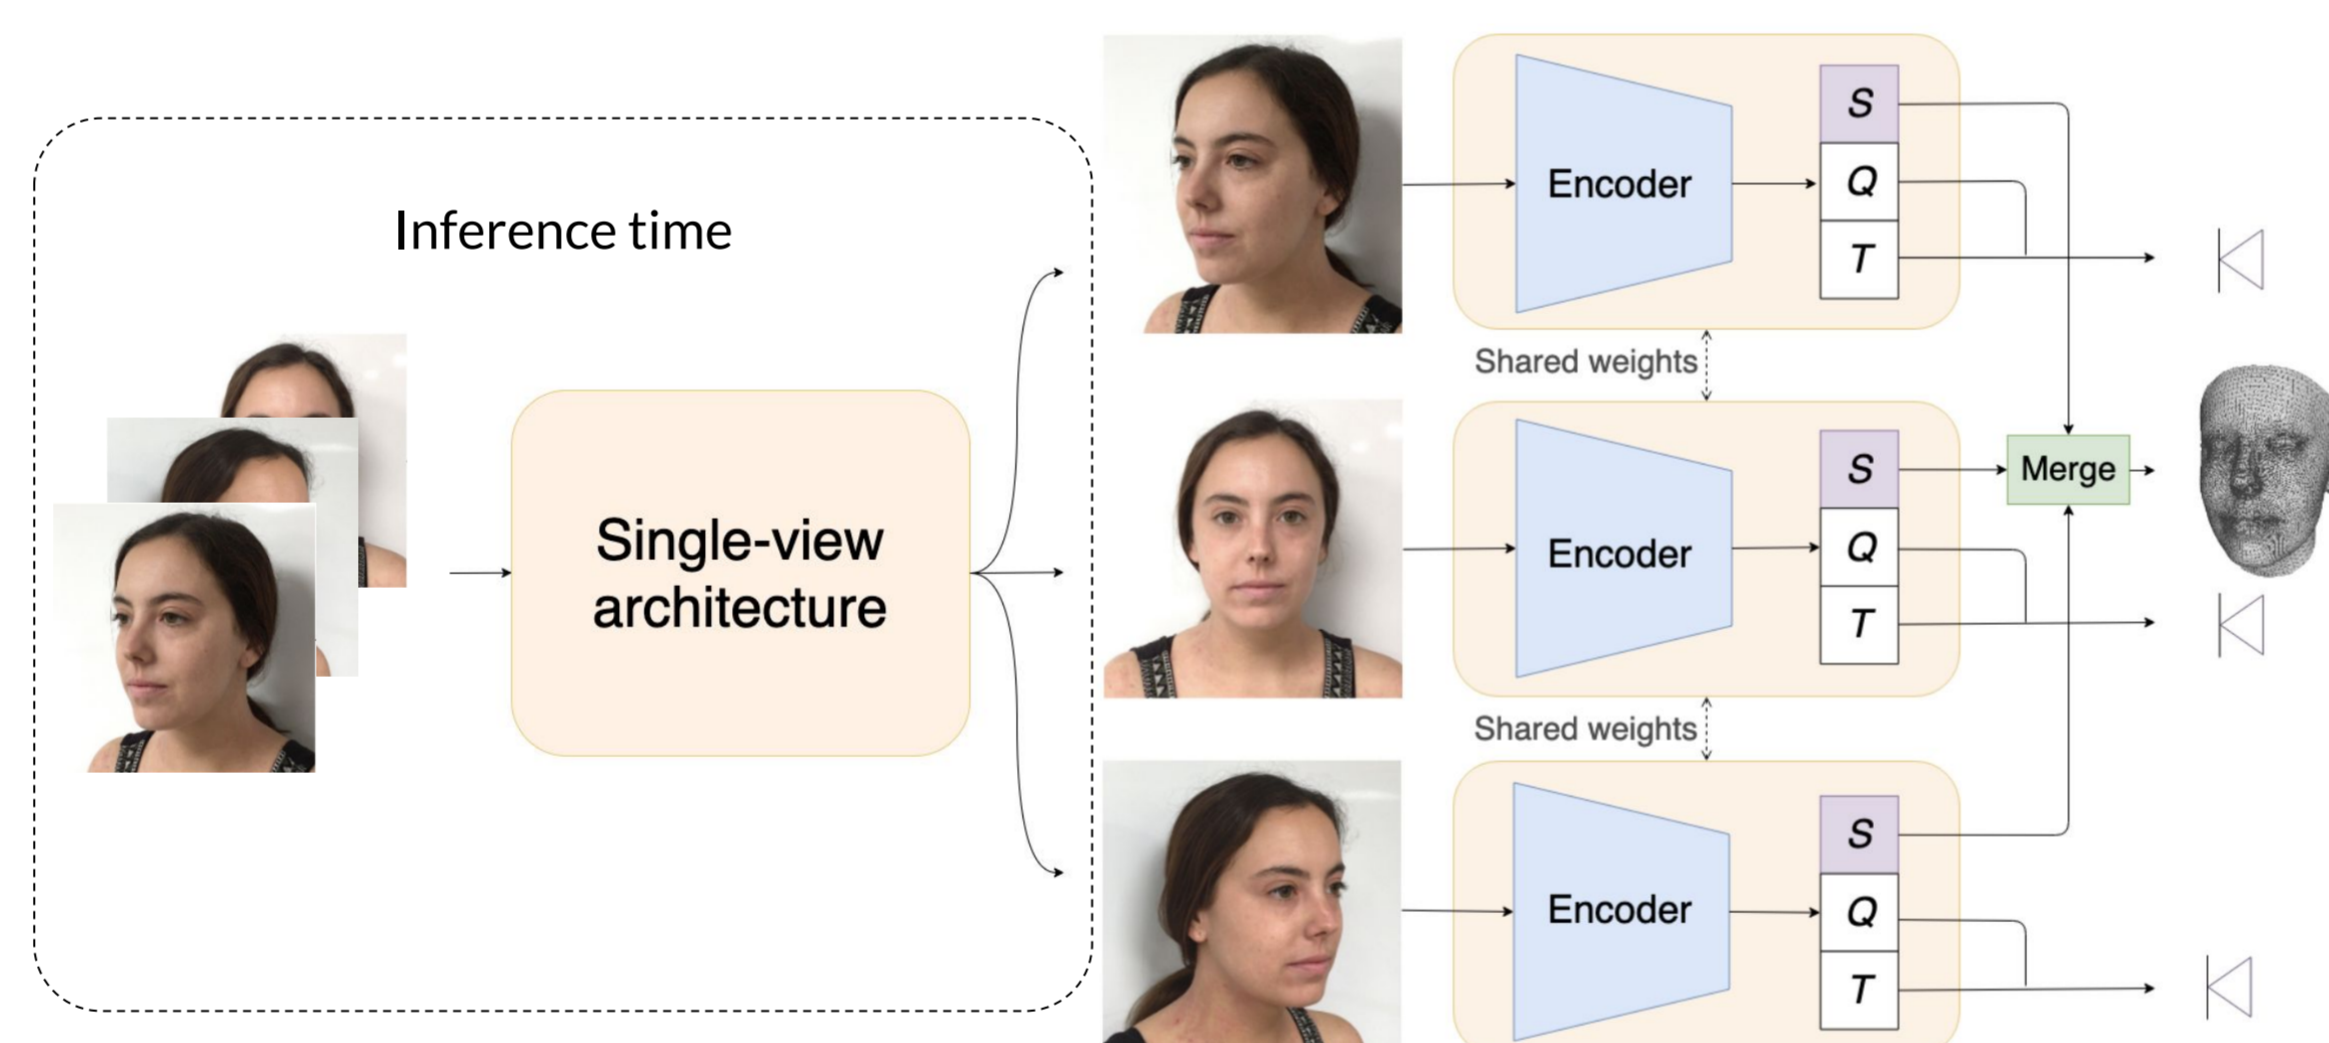 Inference time
Single-view
architecture
Encoder
S
Q
T
Shared weights
Encoder
S
Q
T
Merge
Shared weights
Encoder
S
Q
T